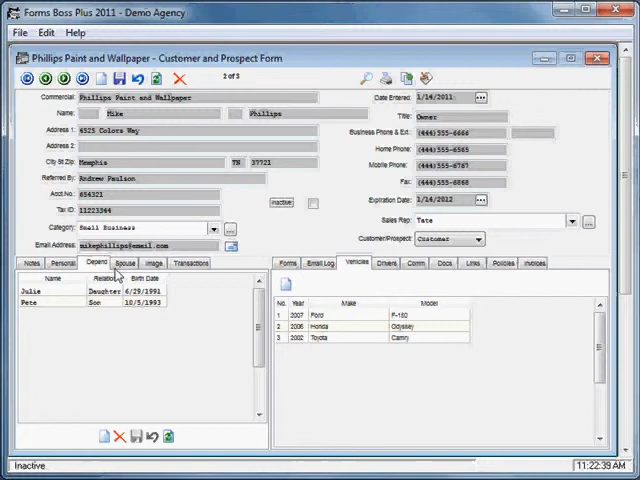 Forms Boss Plus 2011 - Demo Agency
File Edit Help
Phillips Paint and Wallpaper - Customer and Prospect Form
2 of 3
Commercial: Phillips Paint and Wallpaper Date Entered: 1/14/2011
Name: Mike Phillips Title: Owner
Address 1: 4525 Colors Way Business Phone & Ext.: (444)555-6666
Address 2: Home Phone: (444)555-6565
City St Zip: Memphis TN 37721 Mobile Phone: (444)555-6767
Referred By: Andrew Paulson Fax: (444)555-6868
Acct.No.: 654321 Inactive Expiration Date: 1/14/2012
Tax ID: 11223344 Sales Rep: Tate
Category: Small Business Customer/Prospect: Customer
Email Address: mikephillips@email.com
Notes Personal Depend Spouse Image Transactions Forms Email Log Vehicles Drivers Comm Docs Links Policies Invoices
Name Birth Date
Julie Daughter 6/29/1991
Pete Son 10/5/1993
No. Year Make Model
1 2007 Ford F-150
2 2006 Honda Odyssey
3 2002 Toyota Camry
Inactive 11:22:39 AM